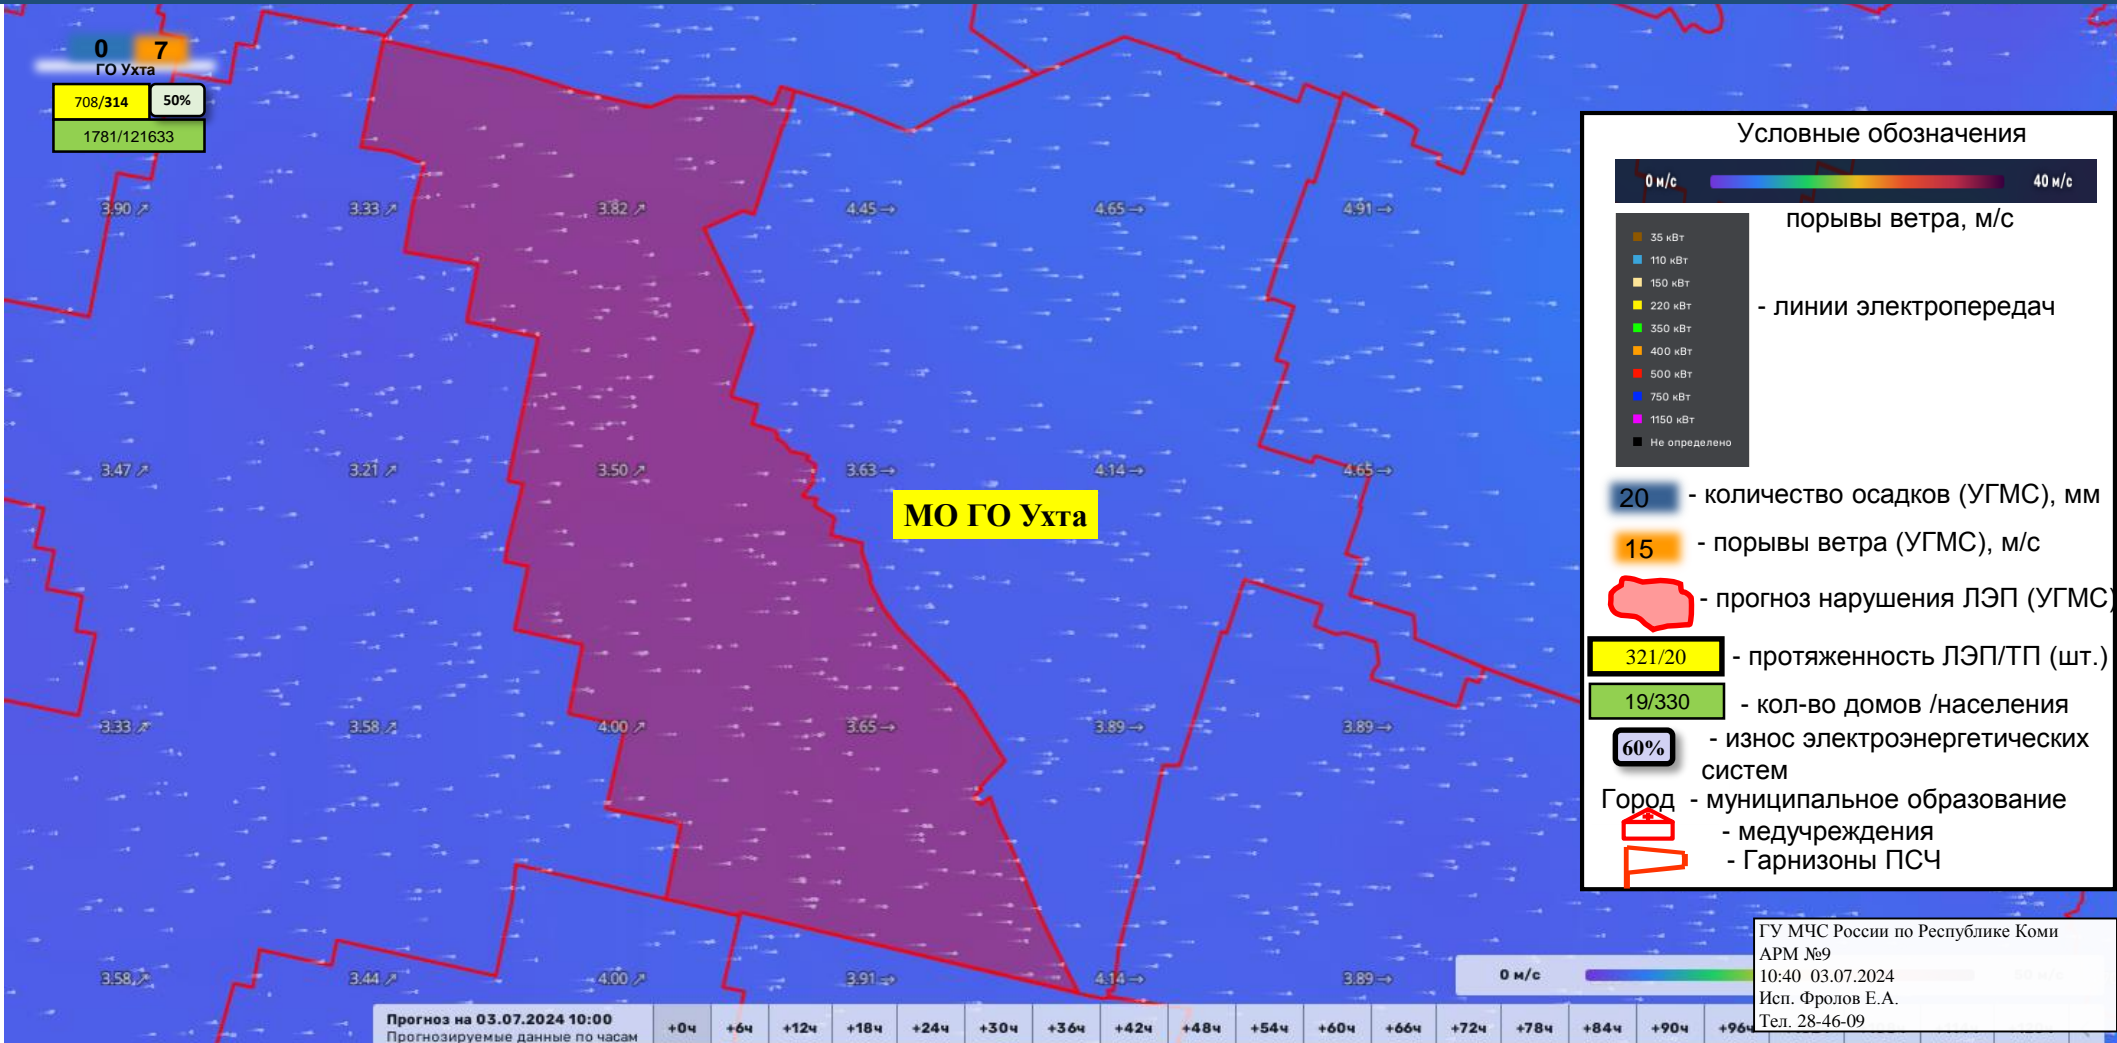 0 7
ГО Ухта
708/314 50%
1781/121633
3.90 ↗ 3.33 ↗ 3.82 ↗ 4.45 → 4.65 → 4.91 →
3.47 ↗ 3.21 ↗ 3.50 ↗ 3.63 → 4.14 → 4.65 →
МО ГО Ухта
3.33 ↗ 3.58 ↗ 4.00 ↗ 3.65 → 3.89 → 3.89 →
3.58 ↗ 3.44 ↗ 4.00 ↗ 3.91 → 4.14 → 3.89 →
Условные обозначения
0 м/с 40 м/с
порывы ветра, м/с
35 кВт
110 кВт
150 кВт
220 кВт
350 кВт
400 кВт
500 кВт
750 кВт
1150 кВт
Не определено
- линии электропередач
20 - количество осадков (УГМС), мм
15 - порывы ветра (УГМС), м/с
- прогноз нарушения ЛЭП (УГМС)
321/20 - протяженность ЛЭП/ТП (шт.)
19/330 - кол-во домов /населения
60% - износ электроэнергетических
систем
Город - муниципальное образование
- медучреждения
- Гарнизоны ПСЧ
0 м/с
ГУ МЧС России по Республике Коми
АРМ №9
10:40 03.07.2024
Исп. Фролов Е.А.
Тел. 28-46-09
Прогноз на 03.07.2024 10:00
Прогнозируемые данные по часам
+0ч +6ч +12ч +18ч +24ч +30ч +36ч +42ч +48ч +54ч +60ч +66ч +72ч +78ч +84ч +90ч +96ч